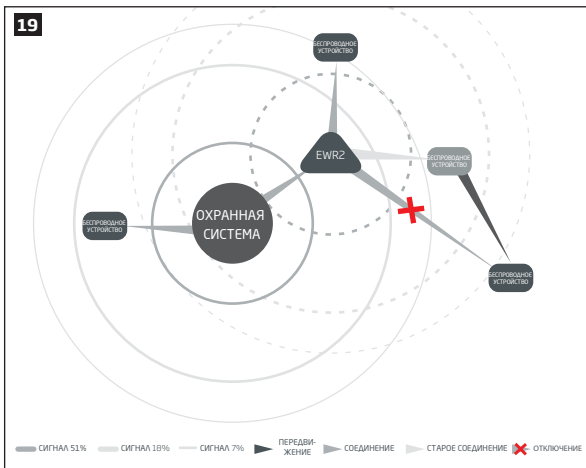 19
БЕСПРОВОДНОЕ
УСТРОЙСТВО
EWR2
БЕСПРОВОДНОЕ
УСТРОЙСТВО
ОХРАННАЯ
СИСТЕМА
БЕСПРОВОДНОЕ
УСТРОЙСТВО
БЕСПРОВОДНОЕ
УСТРОЙСТВО
СИГНАЛ 51%
СИГНАЛ 18%
СИГНАЛ 7%
ПЕРЕДВИ-
ЖЕНИЕ
СОЕДИНЕНИЕ
СТАРОЕ СОЕДИНЕНИЕ
ОТКЛЮЧЕНИЕ